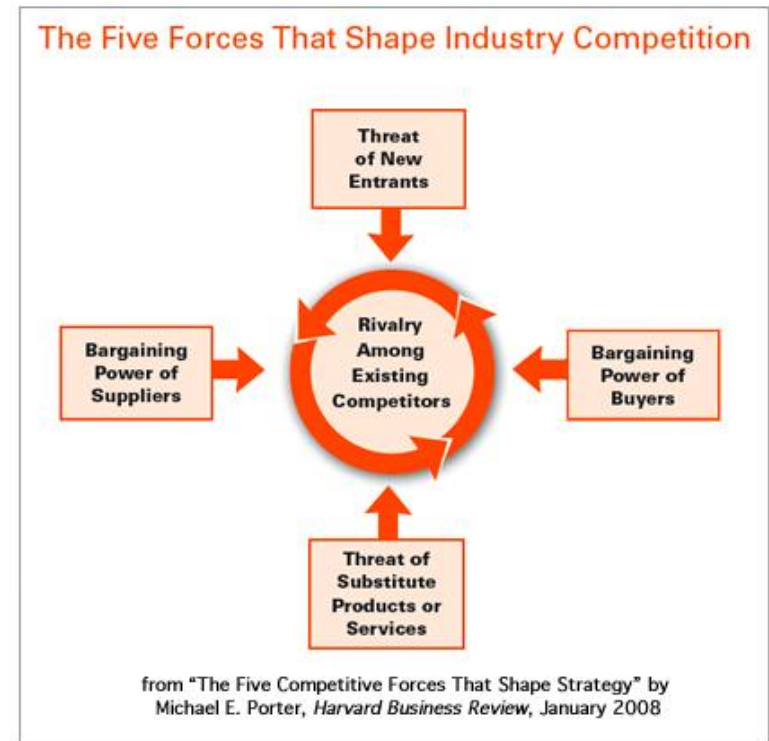 The Five Forces That Shape Industry Competition
Threat
of New
Entrants
Bargaining
Power of
Suppliers
Rivalry
Among
Existing
Competitors
Bargaining
Power of
Buyers
Threat of
Substitute
Products or
Services
from “The Five Competitive Forces That Shape Strategy” by
Michael E. Porter, Harvard Business Review, January 2008